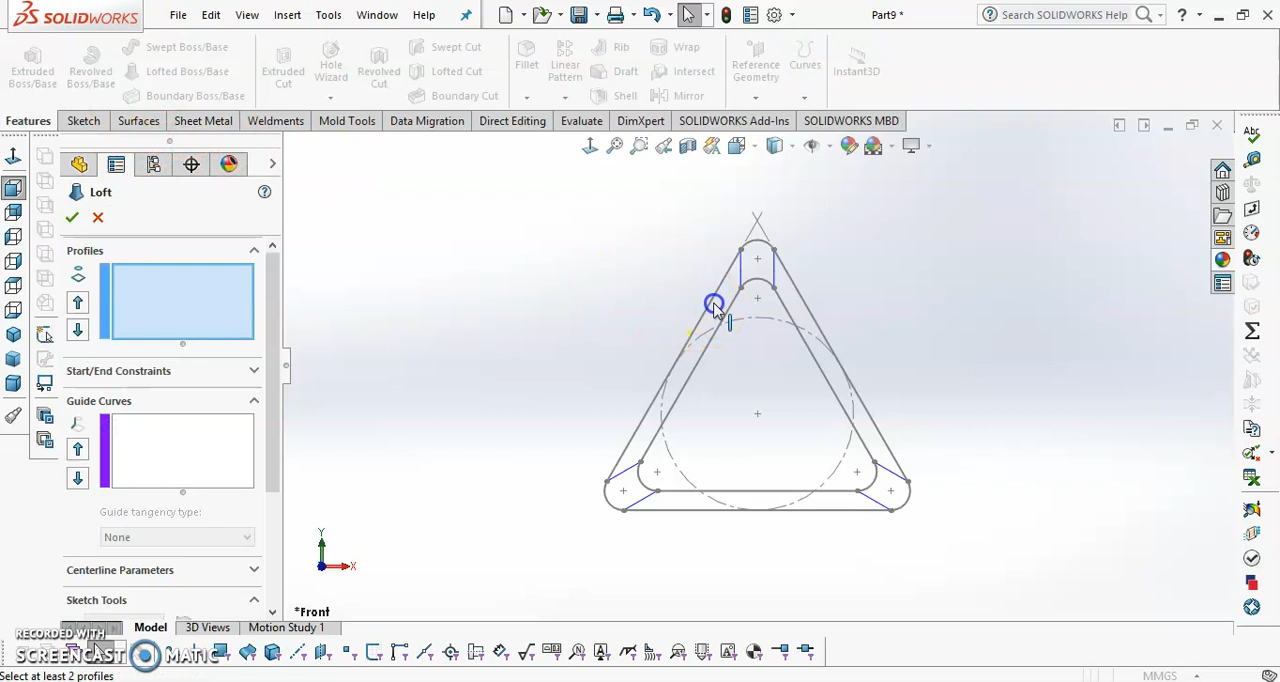 SOLIDWORKS
File Edit View Insert Tools Window Help
Part9 *
Search SOLIDWORKS Help
Extruded Boss/Base
Revolved Boss/Base
Swept Boss/Base
Lofted Boss/Base
Boundary Boss/Base
Extruded Cut
Hole Wizard
Revolved Cut
Swept Cut
Lofted Cut
Boundary Cut
Fillet
Linear Pattern
Rib
Draft
Shell
Wrap
Intersect
Mirror
Reference Geometry
Curves
Instant3D
Features Sketch Surfaces Sheet Metal Weldments Mold Tools Data Migration Direct Editing Evaluate DimXpert SOLIDWORKS Add-Ins SOLIDWORKS MBD
Loft
Profiles
Start/End Constraints
Guide Curves
Guide tangency type:
None
Centerline Parameters
Sketch Tools
Y
X
*Front
Model 3D Views Motion Study 1
RECORDED WITH
SCREENCAST MATIC
Select at least 2 profiles
MMGS